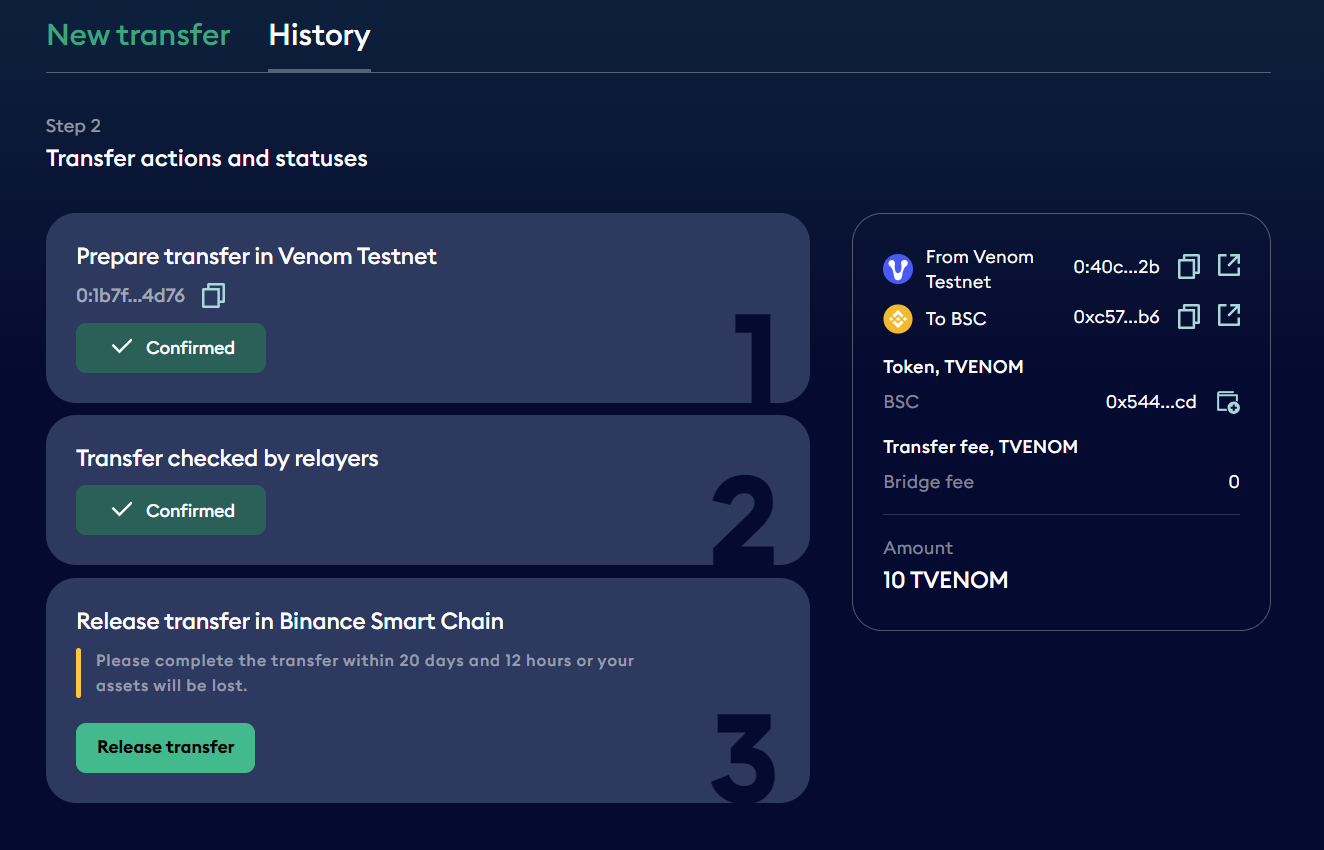 New transfer
History
Step 2
Transfer actions and statuses
Prepare transfer in Venom Testnet
0:1b7f...4d76
Confirmed
1
Transfer checked by relayers
Confirmed
2
Release transfer in Binance Smart Chain
Please complete the transfer within 20 days and 12 hours or your
assets will be lost.
Release transfer
3
From Venom
Testnet
0:40c...2b
To BSC
0xc57...b6
Token, TVENOM
BSC
0x544...cd
Transfer fee, TVENOM
Bridge fee
0
Amount
10 TVENOM